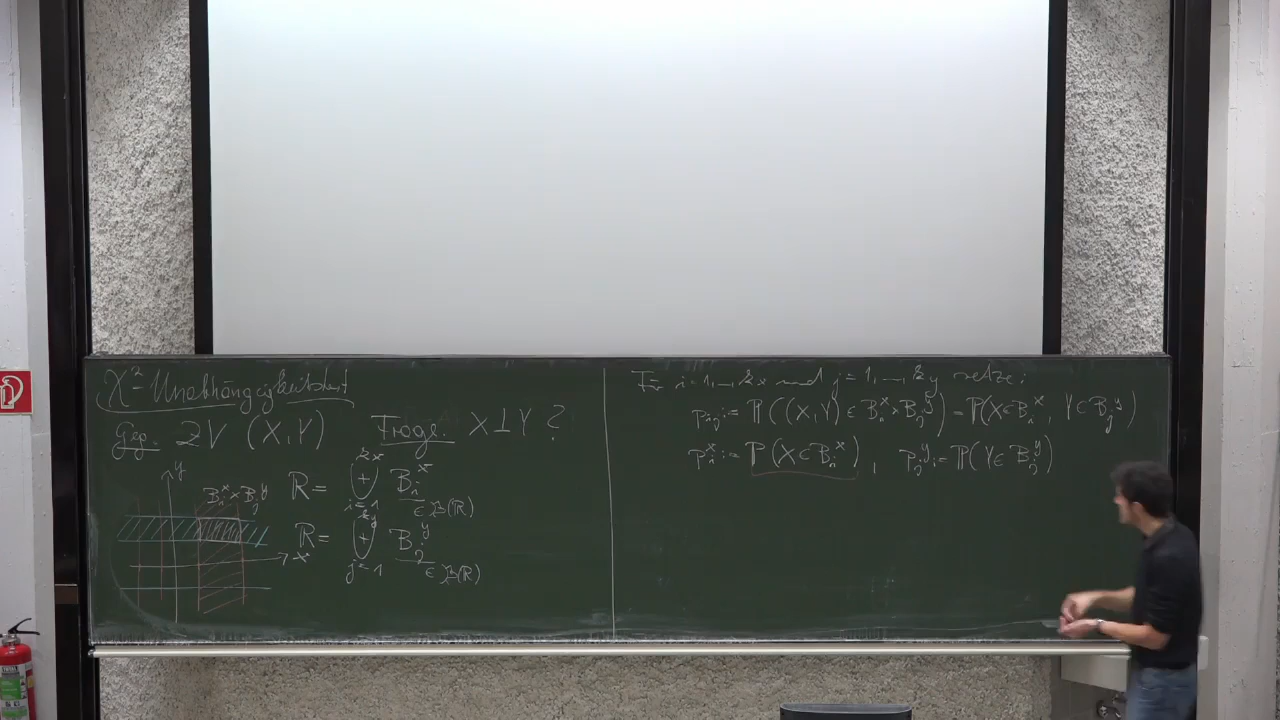 χ²-Unabhängigkeitstest
Geg. ZV (X,Y)
Frage: X⊥Y ?
y
B_i^x × B_j^y
x
ℝ = ⊎_{i=1}^{k_x} B_i^x ∈ 𝔅(ℝ)
ℝ = ⊎_{j=1}^{k_y} B_j^y ∈ 𝔅(ℝ)
Für i=1,…,k_x und j=1,…,k_y setze:
p_{ij} := ℙ((X,Y) ∈ B_i^x × B_j^y) = ℙ(X ∈ B_i^x, Y ∈ B_j^y)
p_i^x := ℙ(X ∈ B_i^x), p_j^y := ℙ(Y ∈ B_j^y)